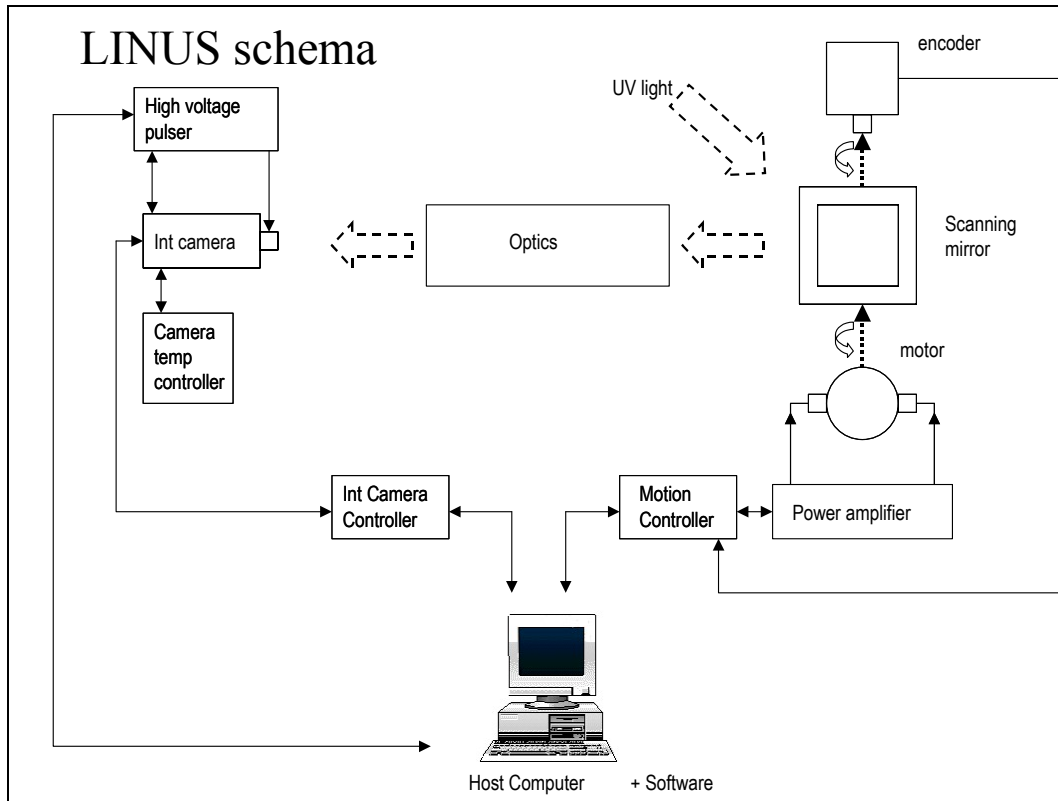 LINUS schema
encoder
UV light
High voltage
pulser
Int camera
Optics
Scanning
mirror
Camera
temp
controller
motor
Int Camera
Controller
Motion
Controller
Power amplifier
Host Computer + Software